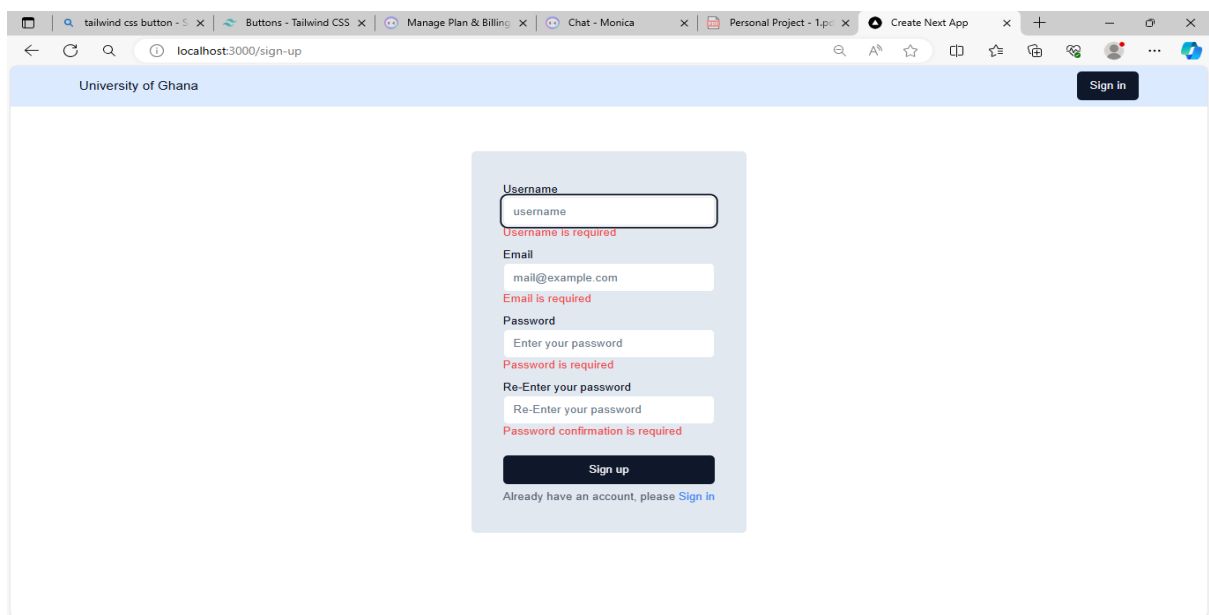 tailwind css button - S
Buttons - Tailwind CSS
Manage Plan & Billing
Chat - Monica
Personal Project - 1.pd
Create Next App
localhost:3000/sign-up
University of Ghana
Sign in
Username
username
Username is required
Email
mail@example.com
Email is required
Password
Enter your password
Password is required
Re-Enter your password
Re-Enter your password
Password confirmation is required
Sign up
Already have an account, please Sign in